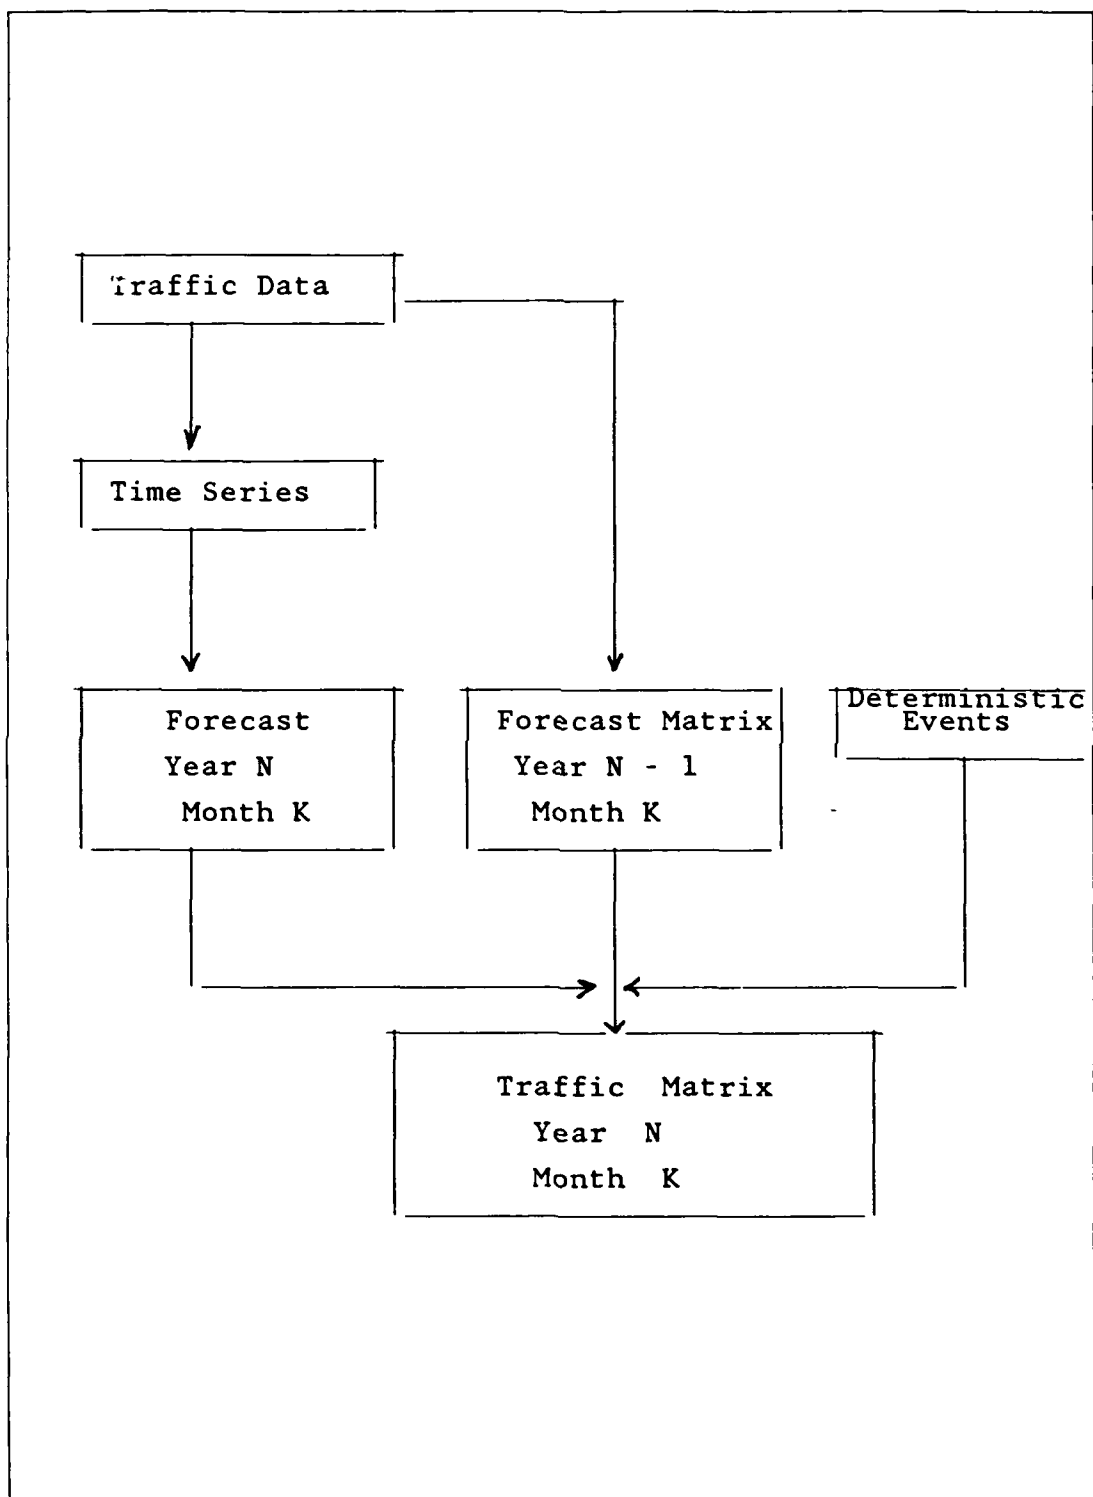 Traffic Data
Time Series
Forecast
Year N
Month K
Forecast Matrix
Year N - 1
Month K
Deterministic
Events
Traffic Matrix
Year N
Month K